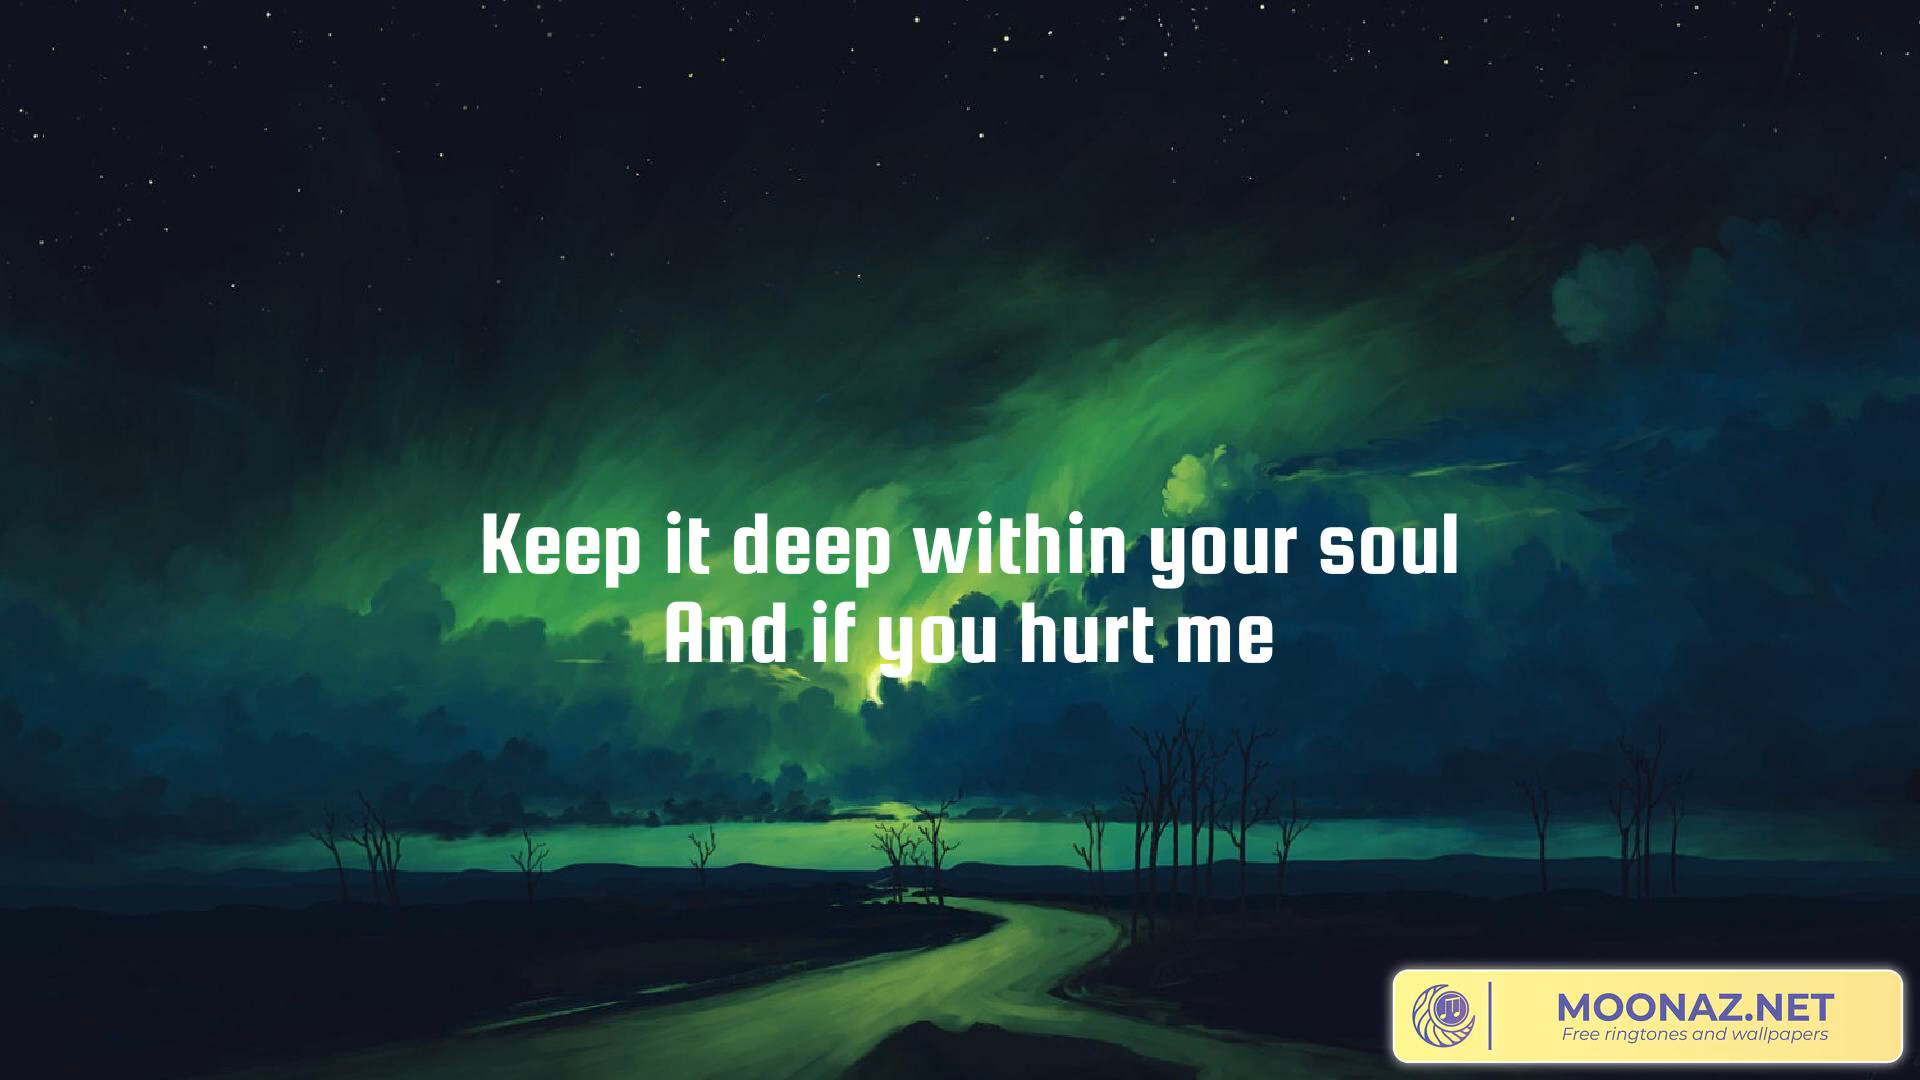 Keep it deep within your soul
And if you hurt me
MOONAZ.NET
Free ringtones and wallpapers